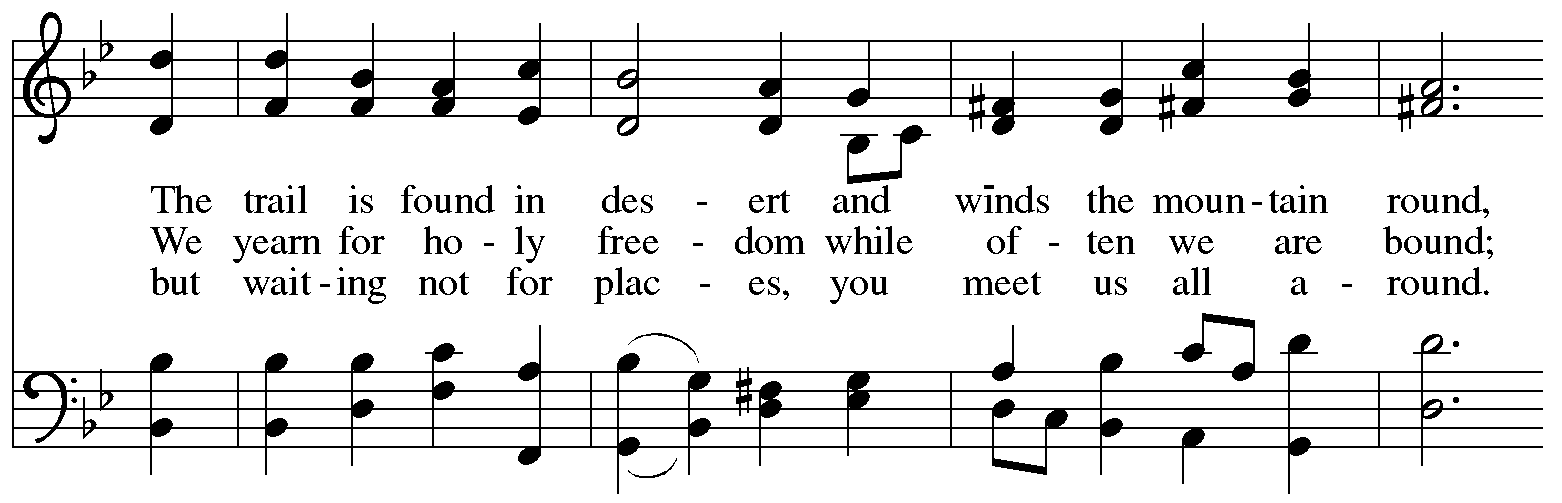 The trail is found in des - ert and winds the moun - tain round,
We yearn for ho - ly free - dom while of - ten we are bound;
but wait - ing not for plac - es, you meet us all a - round.